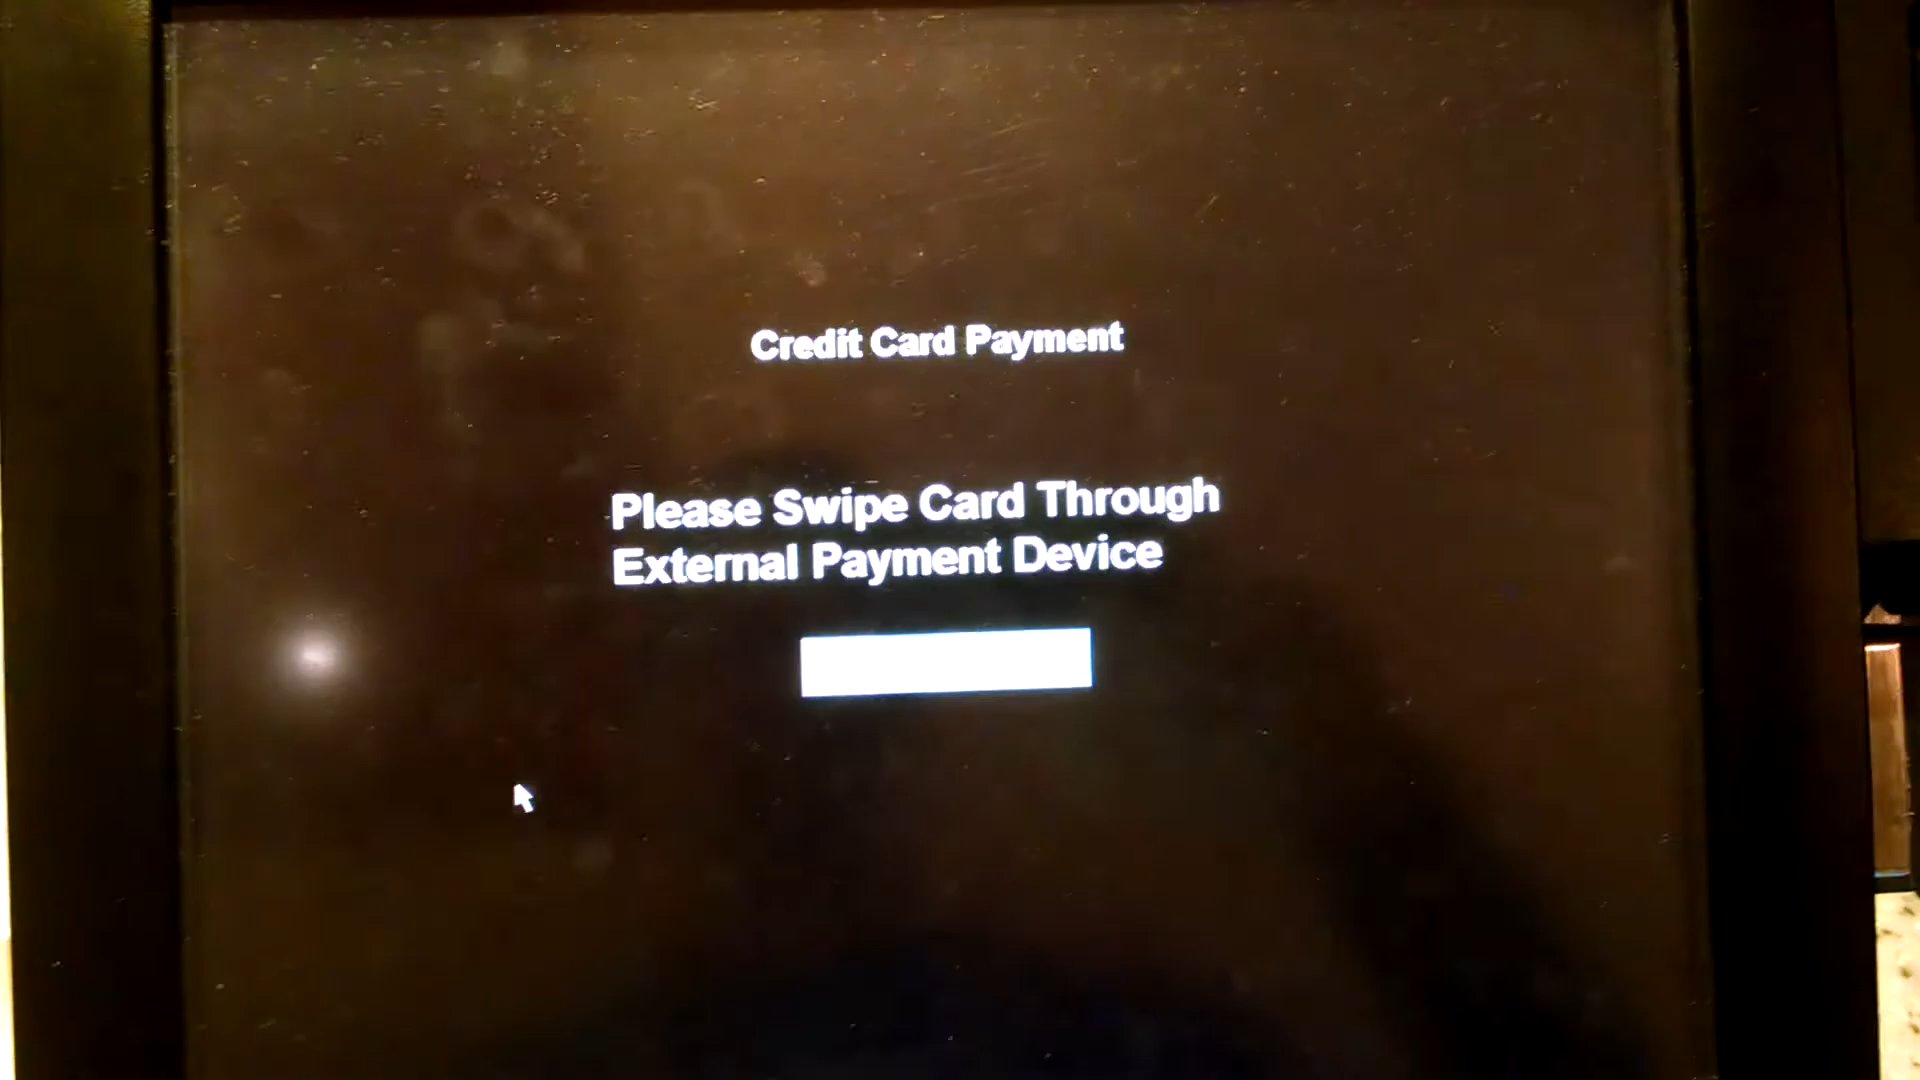 Credit Card Payment
Please Swipe Card Through
External Payment Device